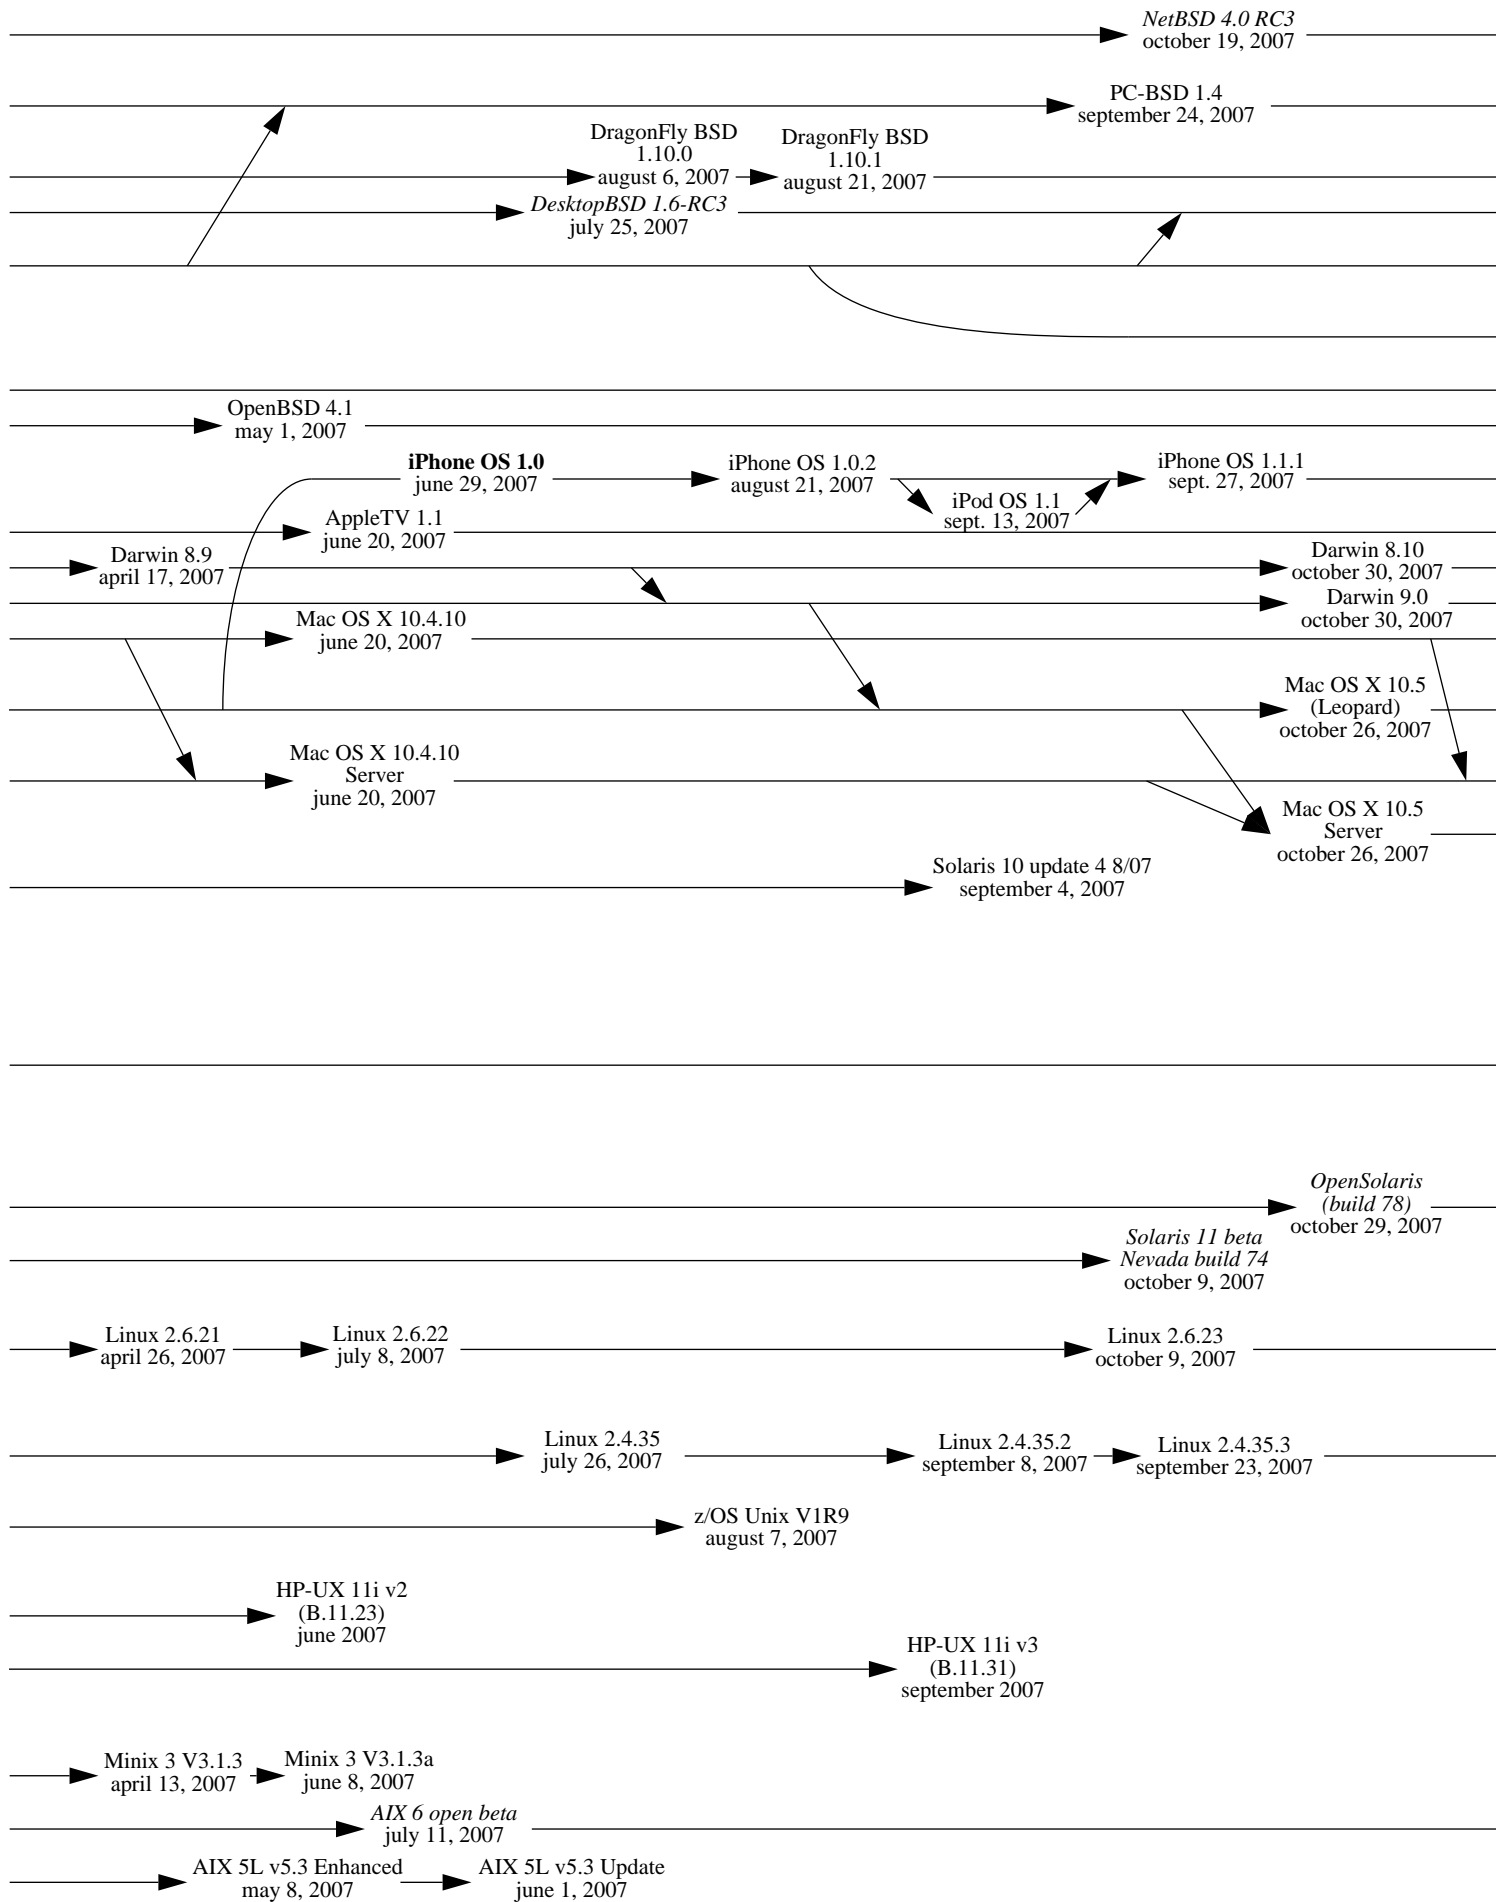 NetBSD 4.0 RC3
october 19, 2007
PC-BSD 1.4
september 24, 2007
DragonFly BSD
1.10.0
august 6, 2007
DragonFly BSD
1.10.1
august 21, 2007
DesktopBSD 1.6-RC3
july 25, 2007
OpenBSD 4.1
may 1, 2007
iPhone OS 1.0
june 29, 2007
iPhone OS 1.0.2
august 21, 2007
iPhone OS 1.1.1
sept. 27, 2007
iPod OS 1.1
sept. 13, 2007
AppleTV 1.1
june 20, 2007
Darwin 8.9
april 17, 2007
Darwin 8.10
october 30, 2007
Darwin 9.0
october 30, 2007
Mac OS X 10.4.10
june 20, 2007
Mac OS X 10.5
(Leopard)
october 26, 2007
Mac OS X 10.4.10
Server
june 20, 2007
Mac OS X 10.5
Server
october 26, 2007
Solaris 10 update 4 8/07
september 4, 2007
OpenSolaris
(build 78)
october 29, 2007
Solaris 11 beta
Nevada build 74
october 9, 2007
Linux 2.6.21
april 26, 2007
Linux 2.6.22
july 8, 2007
Linux 2.6.23
october 9, 2007
Linux 2.4.35
july 26, 2007
Linux 2.4.35.2
september 8, 2007
Linux 2.4.35.3
september 23, 2007
z/OS Unix V1R9
august 7, 2007
HP-UX 11i v2
(B.11.23)
june 2007
HP-UX 11i v3
(B.11.31)
september 2007
Minix 3 V3.1.3
april 13, 2007
Minix 3 V3.1.3a
june 8, 2007
AIX 6 open beta
july 11, 2007
AIX 5L v5.3 Enhanced
may 8, 2007
AIX 5L v5.3 Update
june 1, 2007